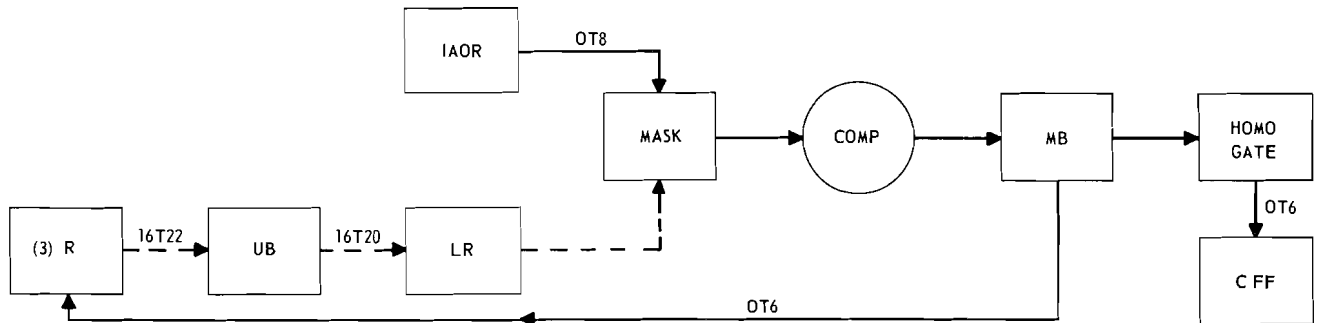 IAOR
OT8
MASK
COMP
MB
HOMO
GATE
OT6
(3) R
16T22
UB
16T20
LR
C FF
OT6